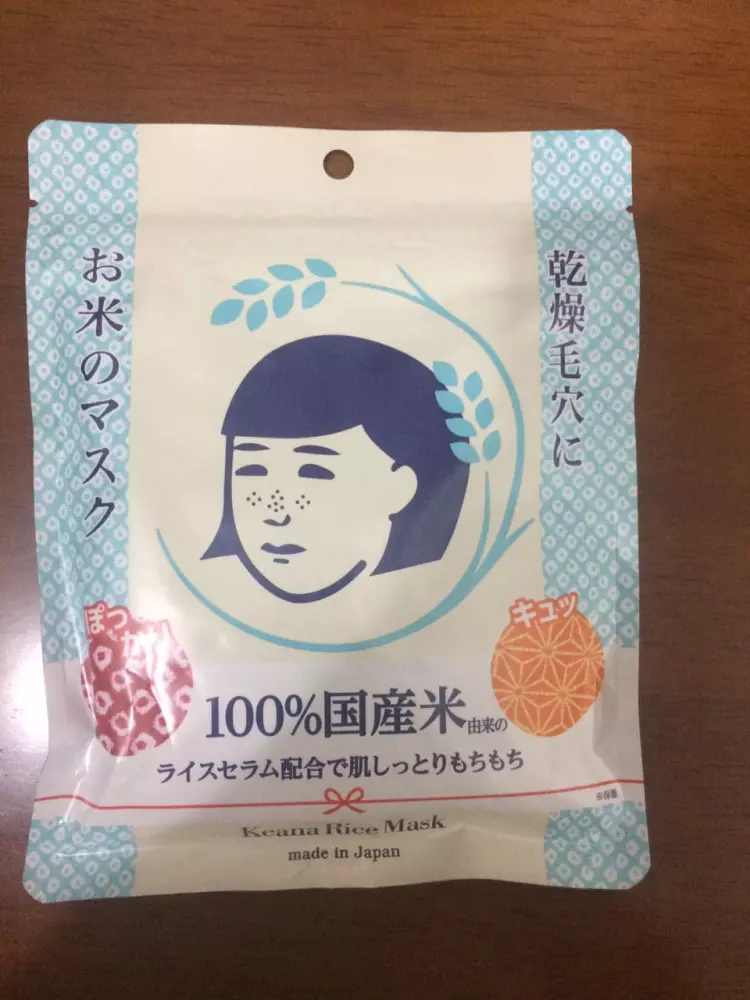 乾燥毛穴に
お米のマスク
ぽっかり
キュッ
100%国産米由来の
ライスセラム配合で肌しっとりもちもち
※保湿
Keana Rice Mask
made in Japan